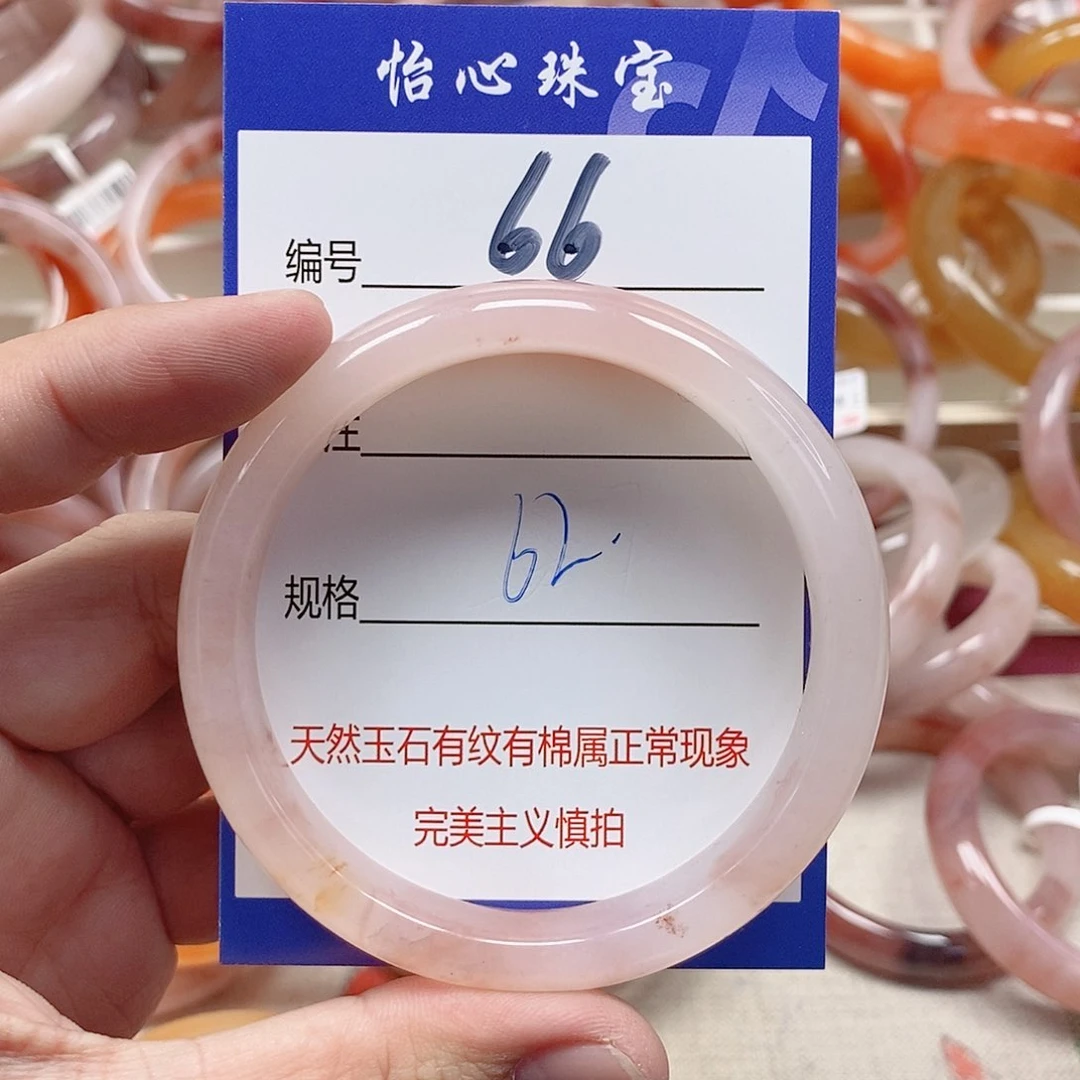 怡心珠宝
编号 66
注
规格 62.
天然玉石有纹有棉属正常现象
完美主义慎拍